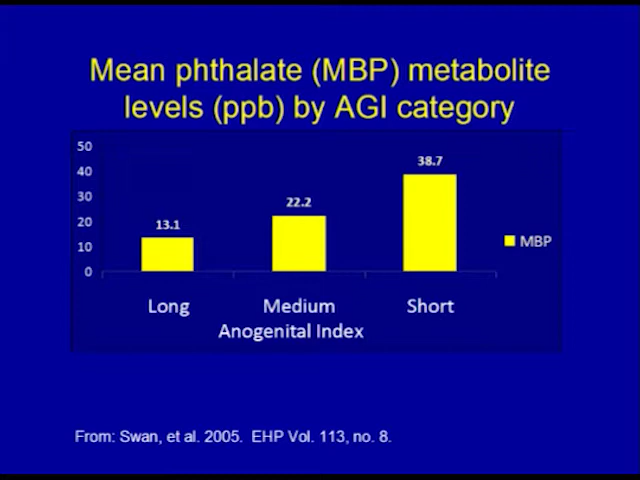 Mean phthalate (MBP) metabolite
levels (ppb) by AGI category
50
40
30
20
10
0
13.1
22.2
38.7
MBP
Long
Medium
Short
Anogenital Index
From: Swan, et al. 2005.  EHP Vol. 113, no. 8.